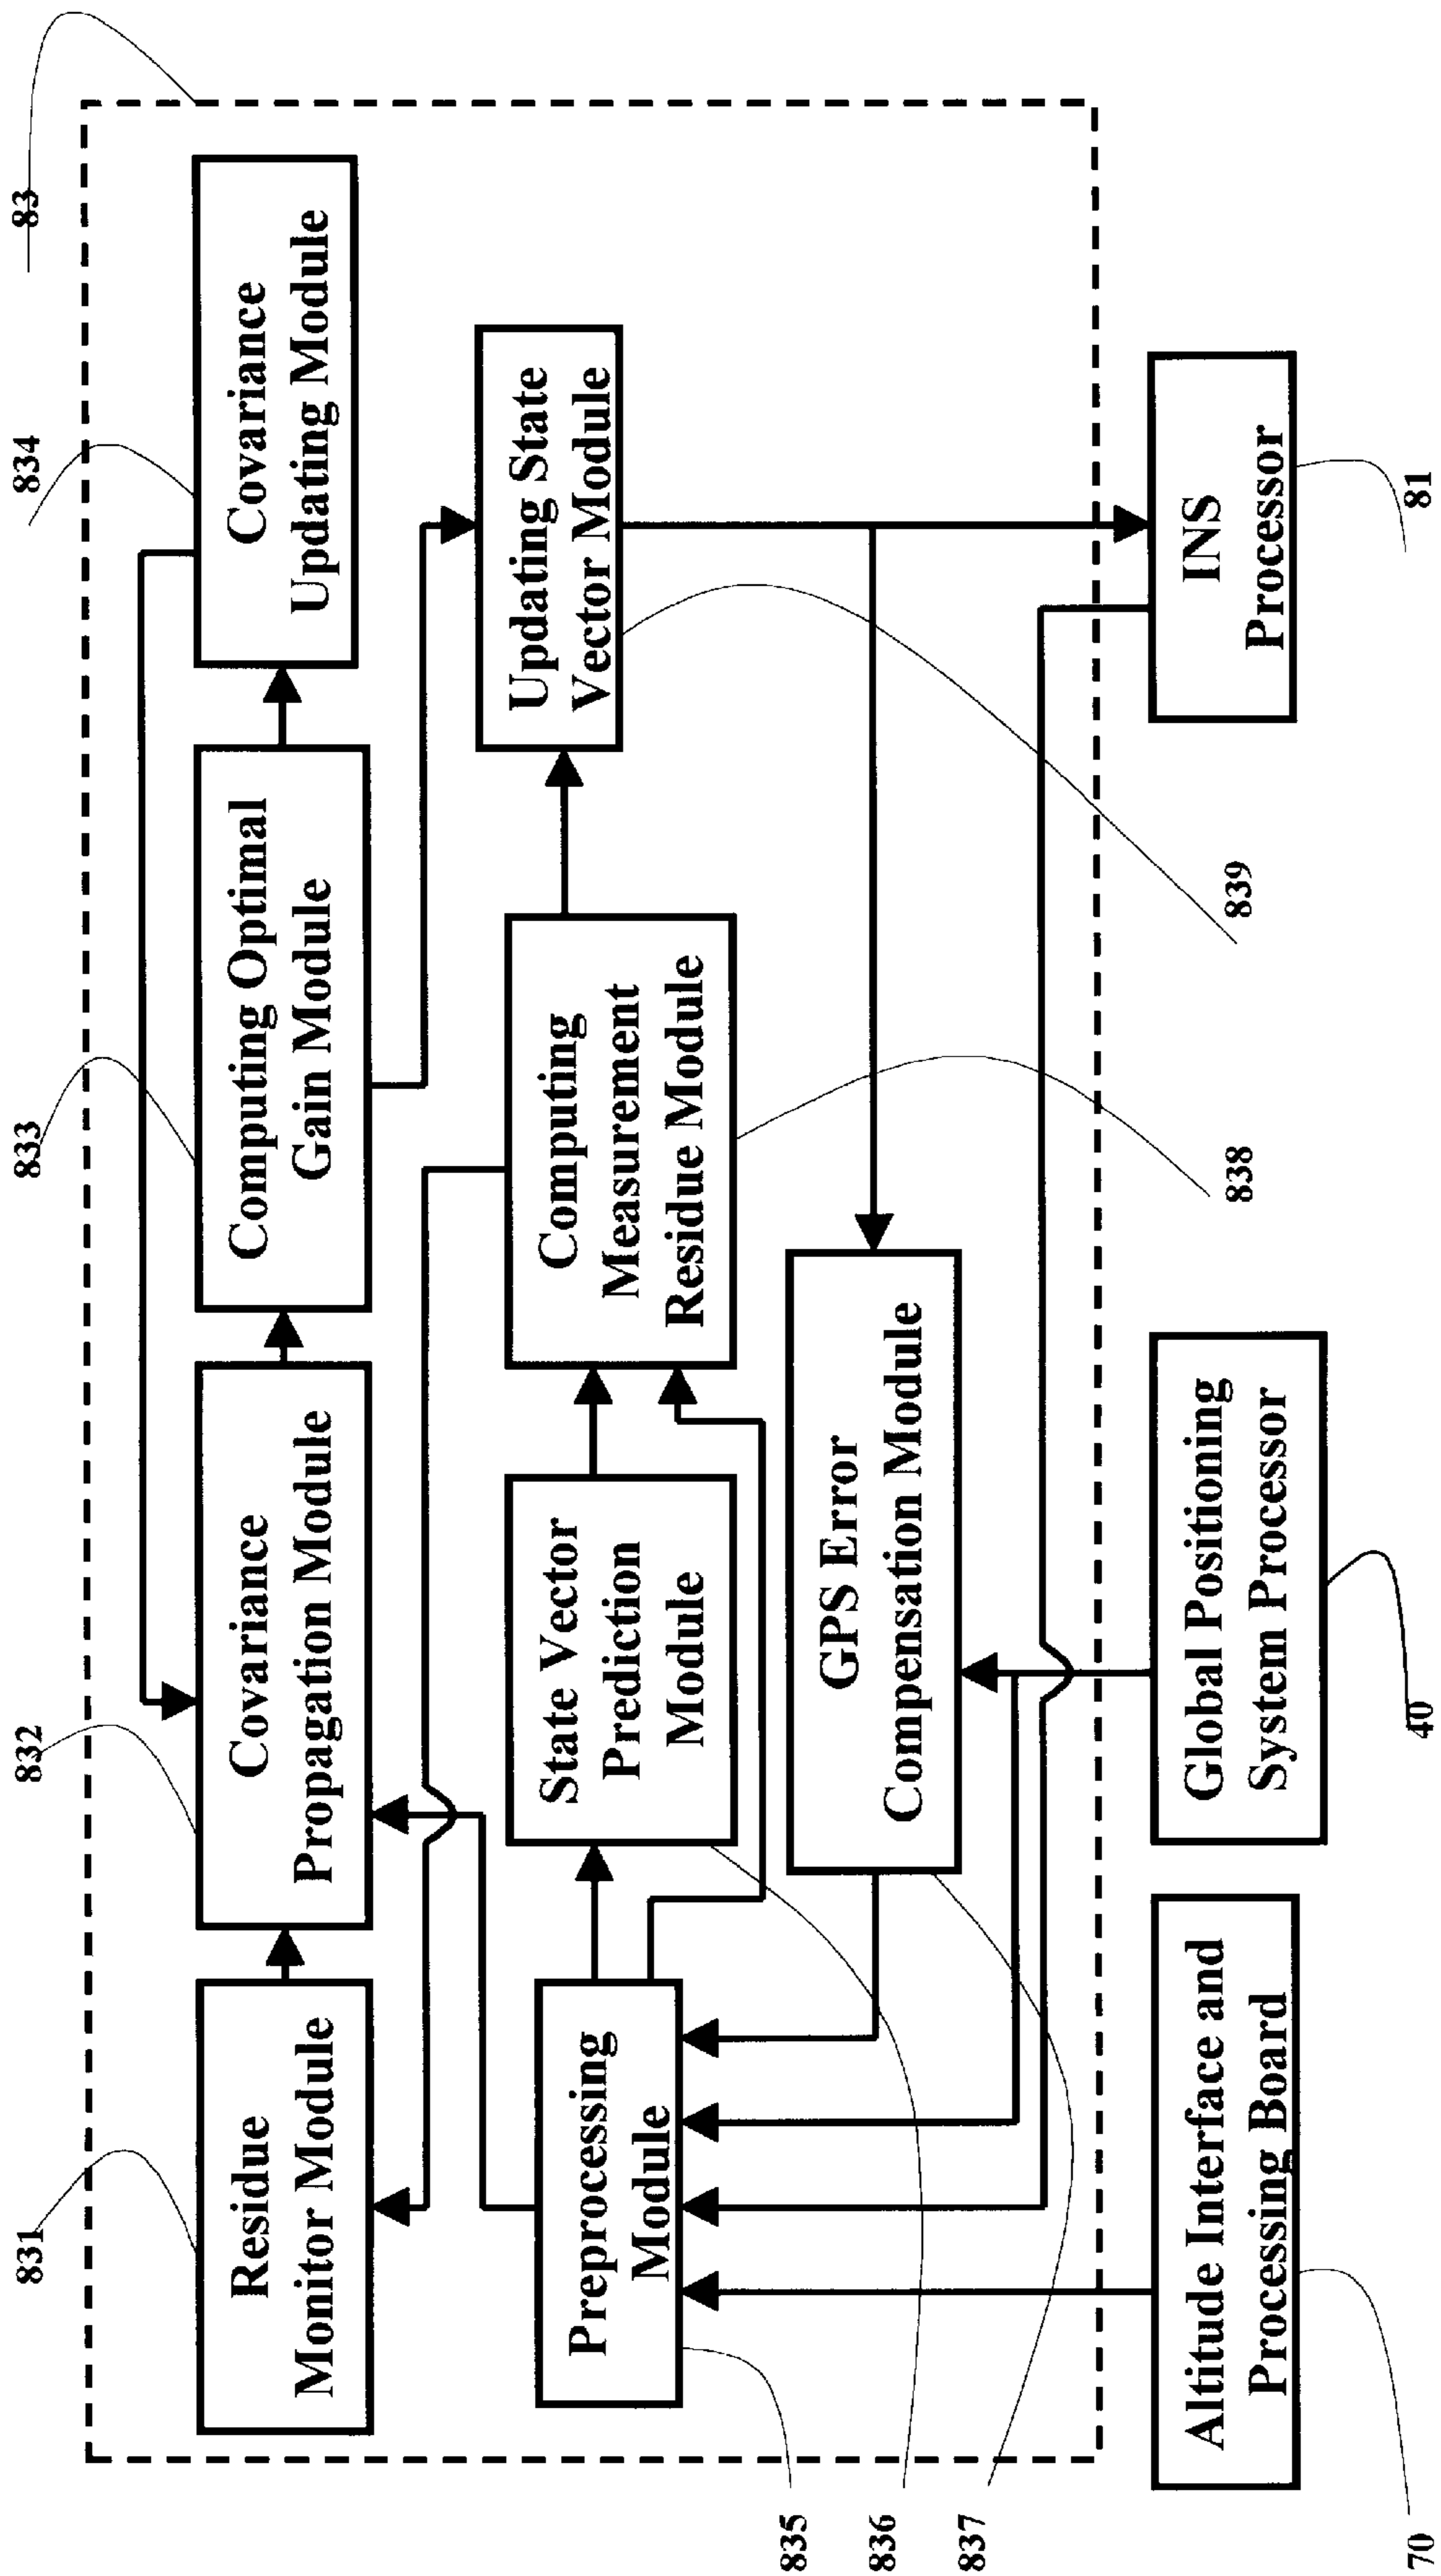 831
832
833
834
83
Residue
Monitor Module
Covariance
Propagation Module
Computing Optimal
Gain Module
Covariance
Updating Module
Preprocessing
Module
State Vector
Prediction
Module
Computing
Measurement
Residue Module
Updating State
Vector Module
GPS Error
Compensation Module
835
836
837
838
839
Altitude Interface and
Processing Board
Global Positioning
System Processor
INS
Processor
70
40
81